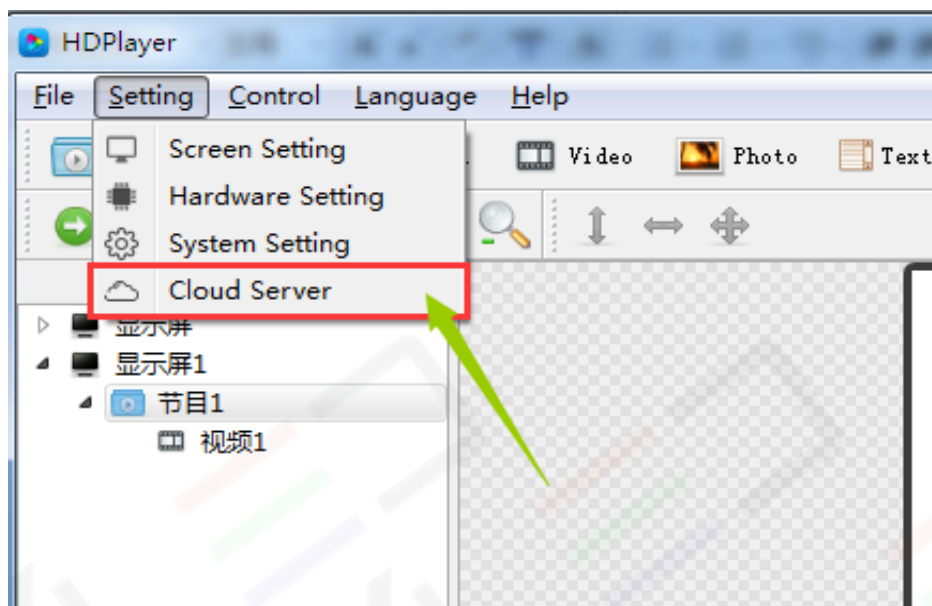 HDPlayer
File Setting Control Language Help
Screen Setting
Video Photo Text
Hardware Setting
System Setting
Cloud Server
显示屏
显示屏1
节目1
视频1